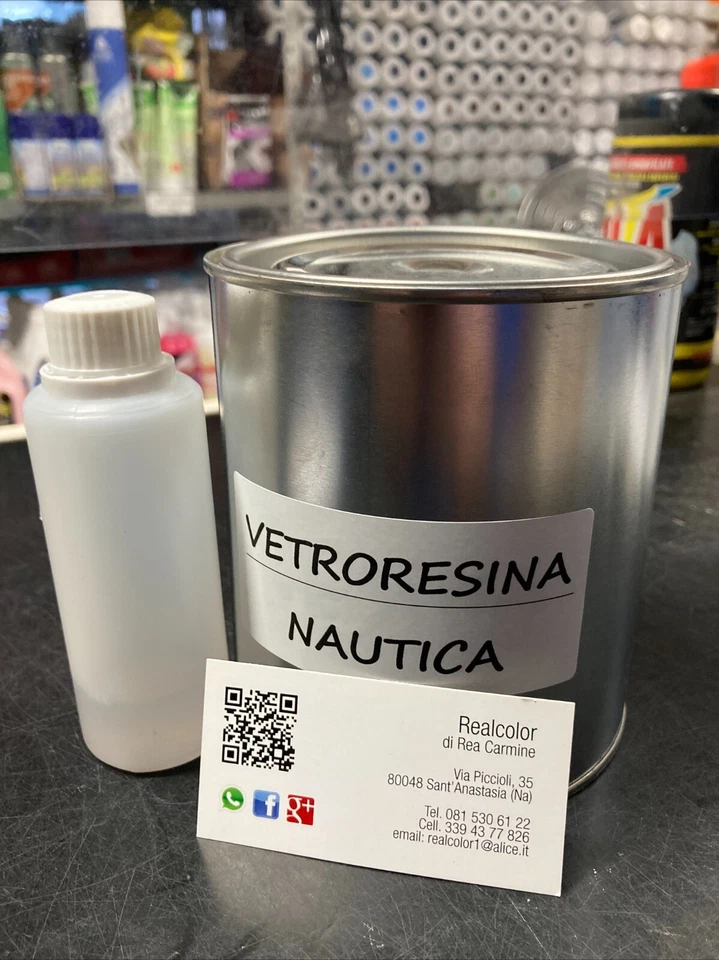 VETRORESINA
NAUTICA
Realcolor
di Rea Carmine
Via Piccioli, 35
80048 Sant'Anastasia (Na)
Tel. 081 530 61 22
Cell. 339 43 77 826
email: realcolor1@alice.it
g+